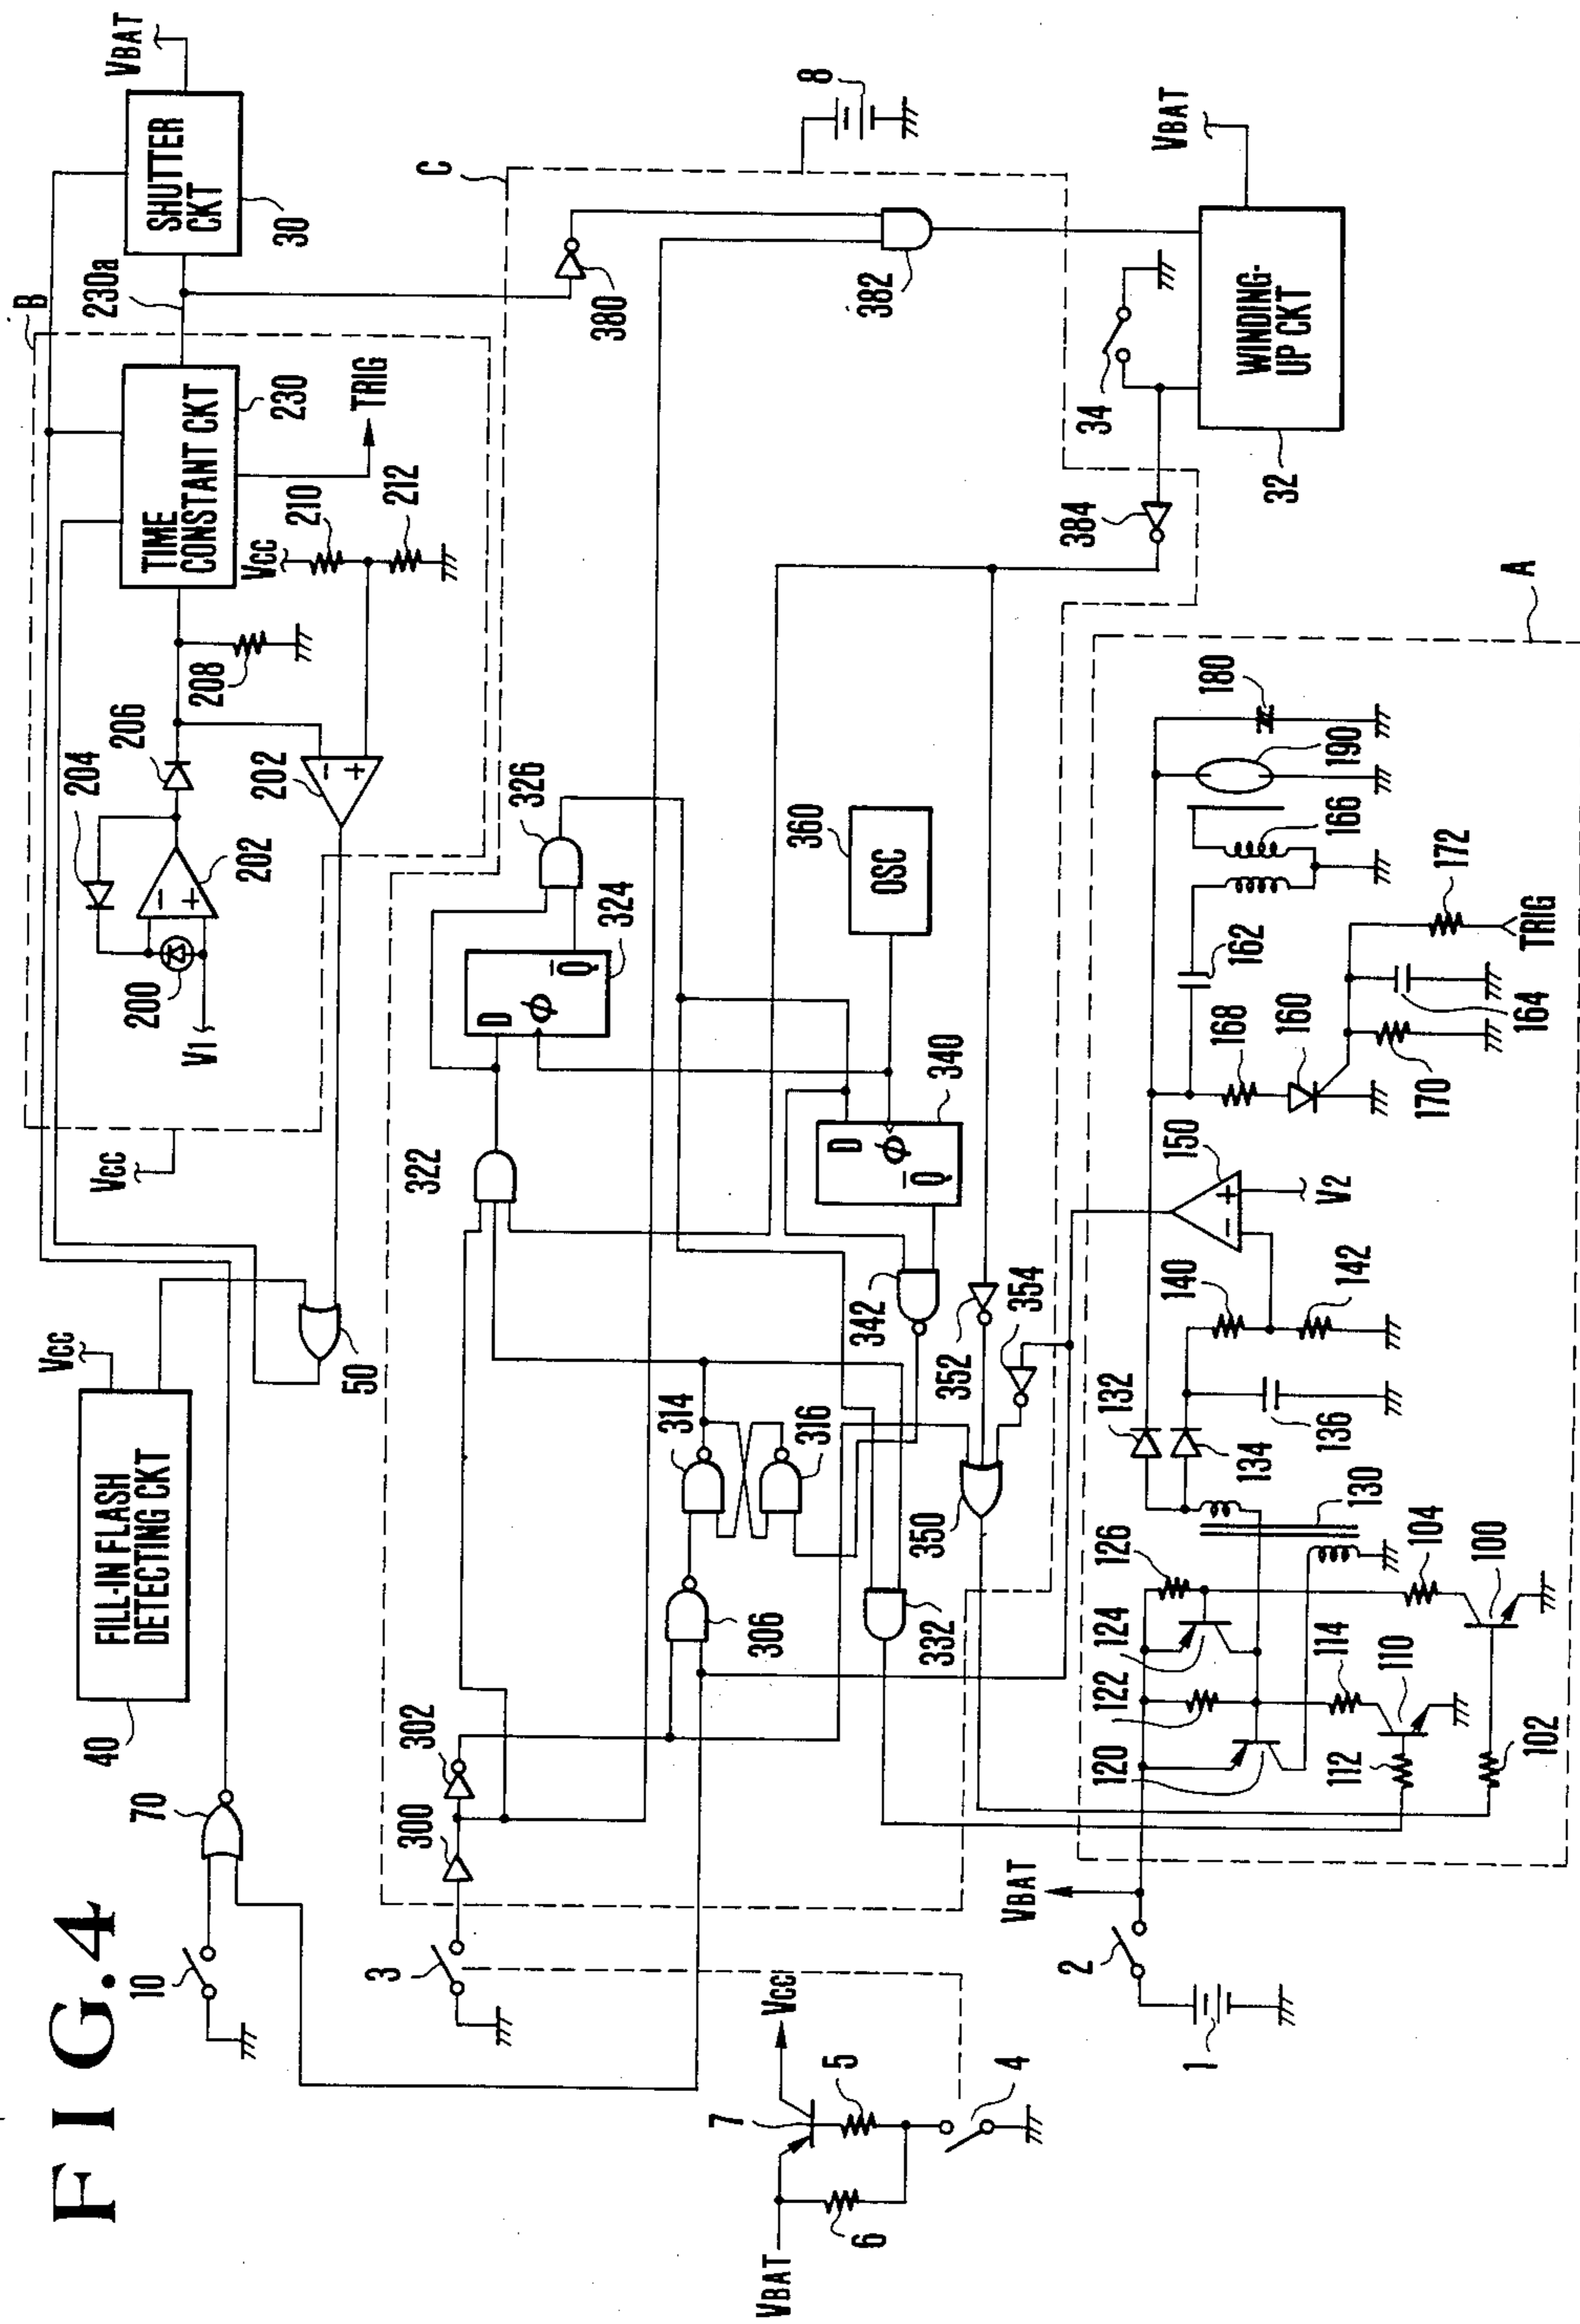 FIG.4
VBAT
SHUTTER
CKT
30
230a
B
TIME
CONSTANT CKT
230
TRIG
210
212
VCC
208
206
204
202
202
200
V1
VCC
FILL-IN FLASH
DETECTING CKT
40
VCC
50
70
10
C
8
380
382
34
384
VBAT
WINDING-
UP CKT
32
326
324
D
Φ
Q
322
360
OSC
340
D
Φ
Q
342
352
354
314
316
350
306
332
302
300
3
VCC
7
5
4
6
VBAT
A
180
190
166
172
TRIG
162
164
168
160
170
150
V2
140
142
132
134
136
130
126
104
100
124
122
114
110
120
112
102
VBAT
2
1